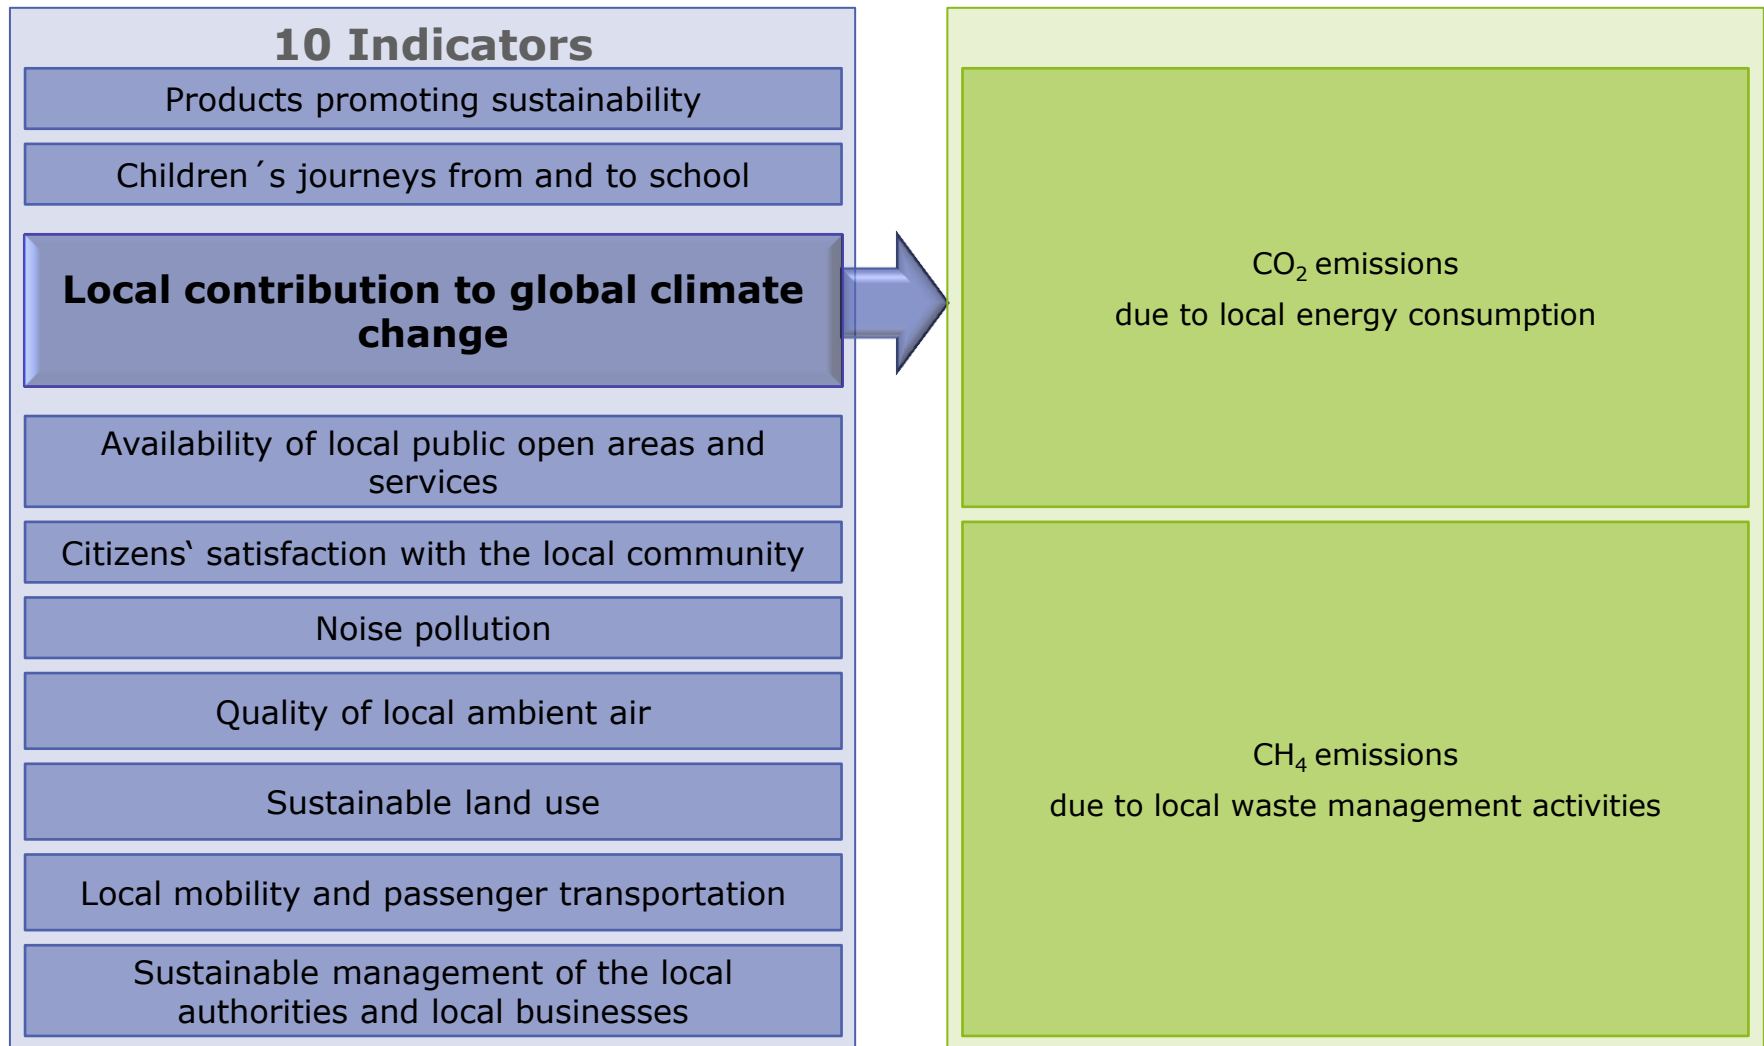 10 Indicators
Products promoting sustainability
Children´s journeys from and to school
Local contribution to global climate
change
Availability of local public open areas and
services
Citizens‘ satisfaction with the local community
Noise pollution
Quality of local ambient air
Sustainable land use
Local mobility and passenger transportation
Sustainable management of the local
authorities and local businesses
CO₂ emissions
due to local energy consumption
CH₄ emissions
due to local waste management activities